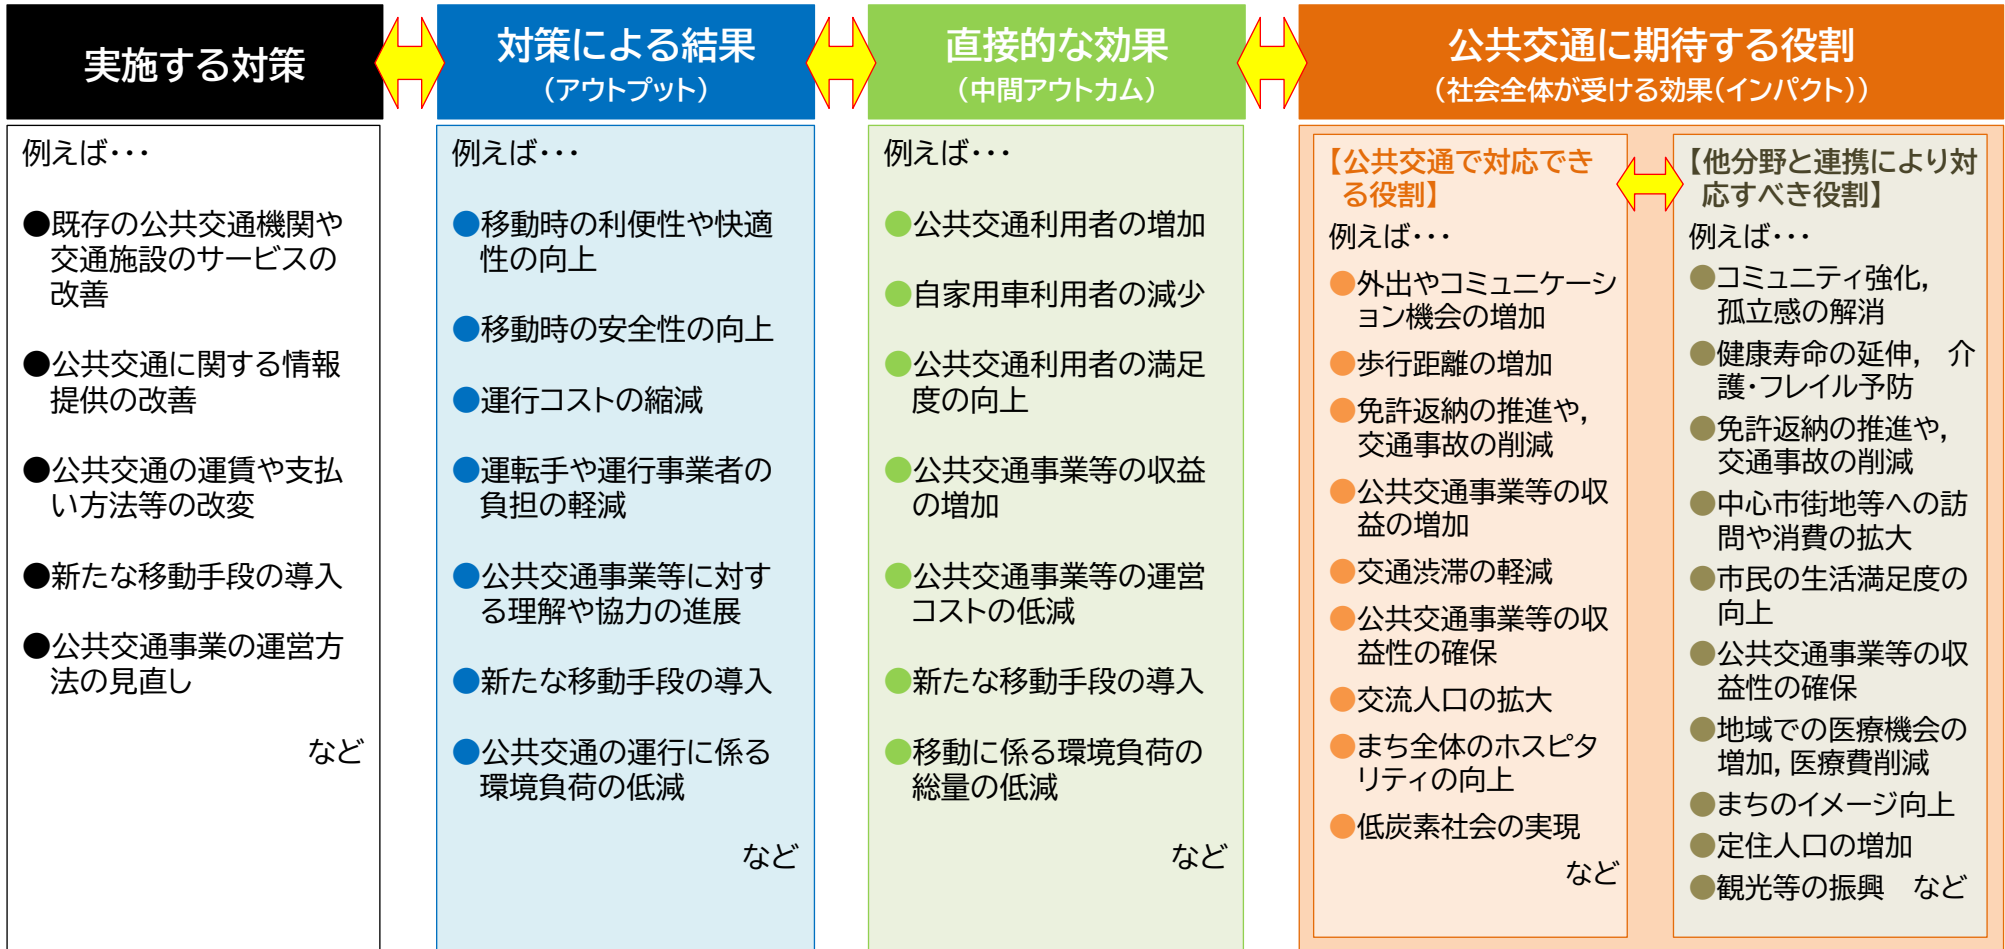 実施する対策
対策による結果
（アウトプット）
直接的な効果
（中間アウトカム）
公共交通に期待する役割
（社会全体が受ける効果（インパクト））
例えば・・・
●既存の公共交通機関や
交通施設のサービスの
改善
●公共交通に関する情報
提供の改善
●公共交通の運賃や支払
い方法等の改変
●新たな移動手段の導入
●公共交通事業の運営方
法の見直し
など
例えば・・・
●移動時の利便性や快適
性の向上
●移動時の安全性の向上
●運行コストの縮減
●運転手や運行事業者の
負担の軽減
●公共交通事業等に対す
る理解や協力の進展
●新たな移動手段の導入
●公共交通の運行に係る
環境負荷の低減
など
例えば・・・
●公共交通利用者の増加
●自家用車利用者の減少
●公共交通利用者の満足
度の向上
●公共交通事業等の収益
の増加
●公共交通事業等の運営
コストの低減
●新たな移動手段の導入
●移動に係る環境負荷の
総量の低減
など
【公共交通で対応でき
る役割】
例えば・・・
●外出やコミュニケーシ
ョン機会の増加
●歩行距離の増加
●免許返納の推進や，
交通事故の削減
●公共交通事業等の収
益の増加
●交通渋滞の軽減
●公共交通事業等の収
益性の確保
●交流人口の拡大
●まち全体のホスピタ
リティの向上
●低炭素社会の実現
など
【他分野と連携により対
応すべき役割】
例えば・・・
●コミュニティ強化，
孤立感の解消
●健康寿命の延伸，　介
護・フレイル予防
●免許返納の推進や，
交通事故の削減
●中心市街地等への訪
問や消費の拡大
●市民の生活満足度の
向上
●公共交通事業等の収
益性の確保
●地域での医療機会の
増加，医療費削減
●まちのイメージ向上
●定住人口の増加
●観光等の振興　など